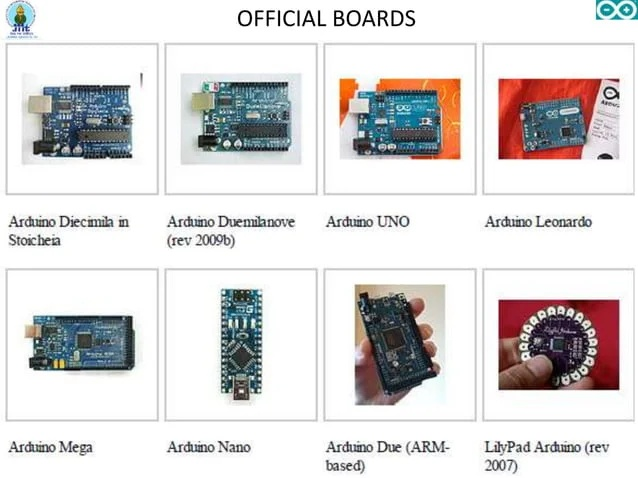 OFFICIAL BOARDS
Arduino Diecimila in
Stoicheia
Arduino Duemilanove
(rev 2009b)
Arduino UNO
Arduino Leonardo
Arduino Mega
Arduino Nano
Arduino Due (ARM-
based)
LilyPad Arduino (rev
2007)